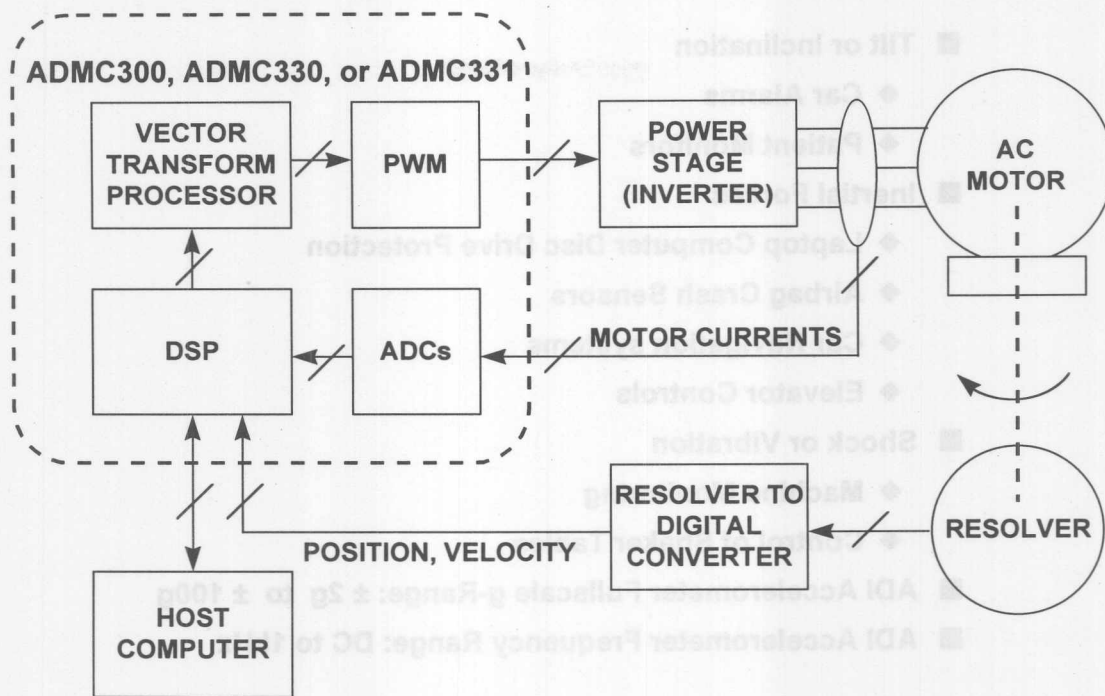 ADMC300, ADMC330, or ADMC331
VECTOR
TRANSFORM
PROCESSOR
PWM
POWER
STAGE
(INVERTER)
AC
MOTOR
DSP
ADCs
MOTOR CURRENTS
RESOLVER TO
DIGITAL
CONVERTER
RESOLVER
POSITION, VELOCITY
HOST
COMPUTER
Tilt or Inclination
Car Alarms
Patient Monitors
Inertial
Laptop Computer Disc Drive Protection
Airbag Crash Sensors
Elevator Controls
Shock or Vibration
ADI Accelerometer Fullscale g-Range: ± 2g to ± 100g
ADI Accelerometer Frequency Range: DC to